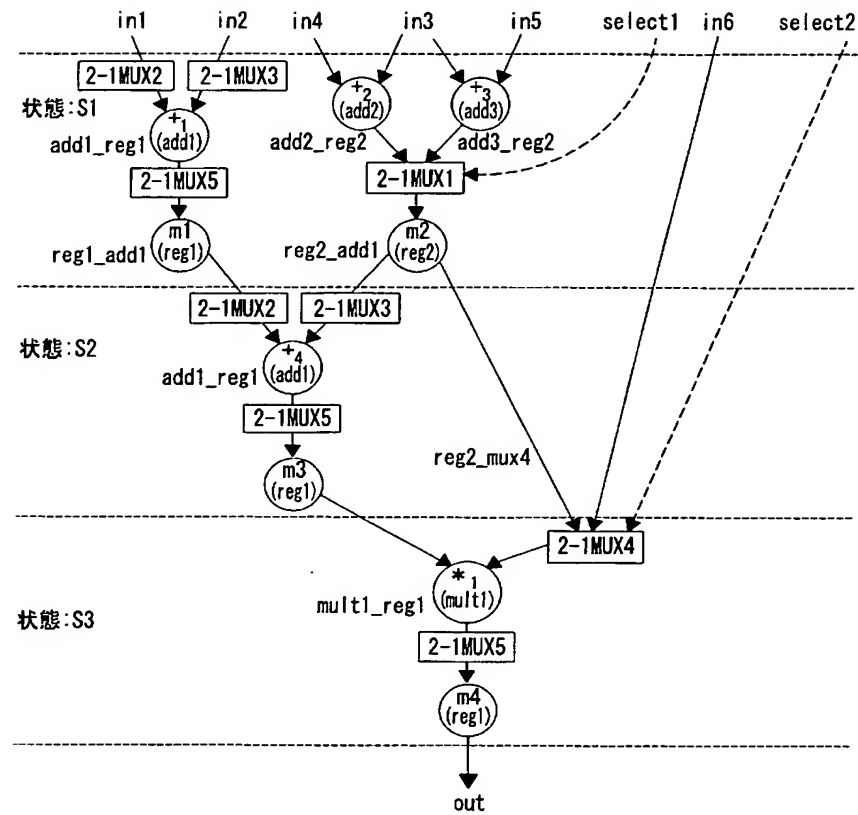 in1 in2 in4 in3 in5 select1 in6 select2
2-1MUX2 2-1MUX3
状態:S1
+1
(add1)
+2
(add2)
+3
(add3)
add1_reg1 add2_reg2 add3_reg2
2-1MUX5 2-1MUX1
m1
(reg1)
m2
(reg2)
reg1_add1 reg2_add1
2-1MUX2 2-1MUX3
状態:S2
+4
(add1)
add1_reg1
2-1MUX5
reg2_mux4
m3
(reg1)
2-1MUX4
*1
(mult1)
mult1_reg1
状態:S3
2-1MUX5
m4
(reg1)
out